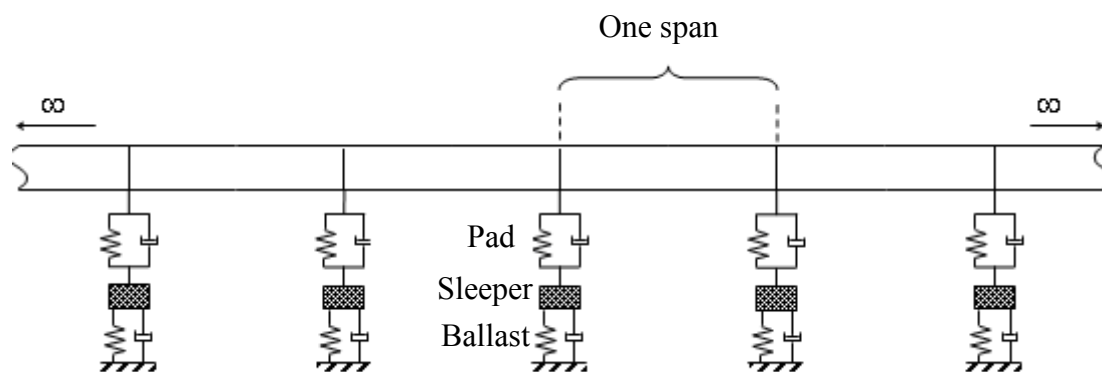 One span
∞
∞
Pad
Sleeper
Ballast